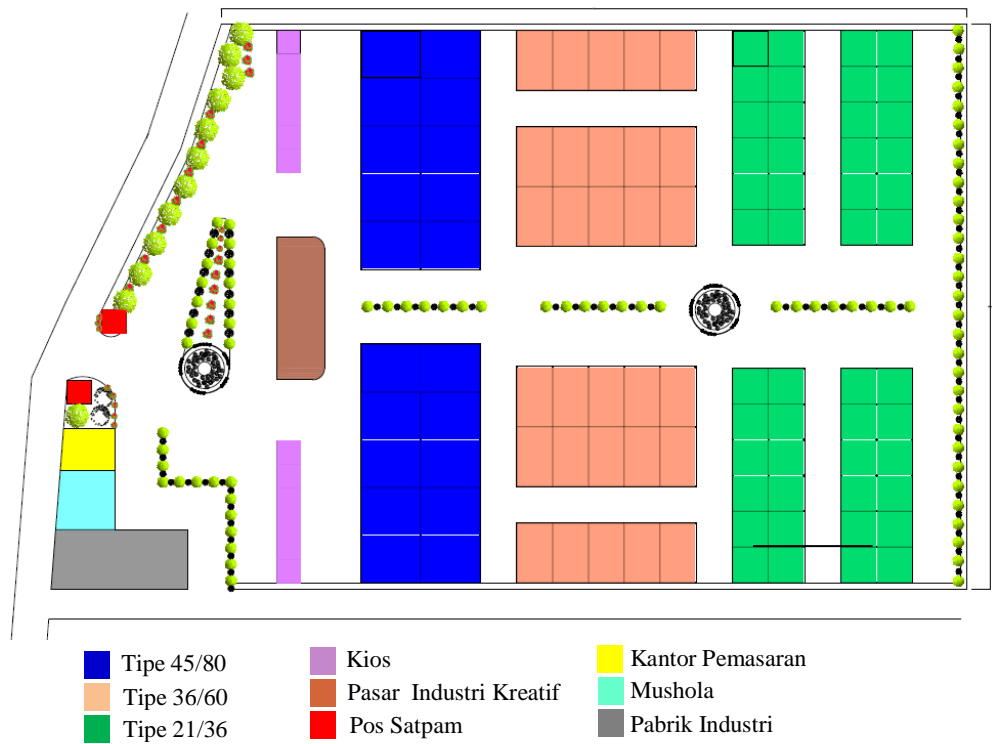 Tipe 45/80
Tipe 36/60
Tipe 21/36
Kios
Pasar Industri Kreatif
Pos Satpam
Kantor Pemasaran
Mushola
Pabrik Industri